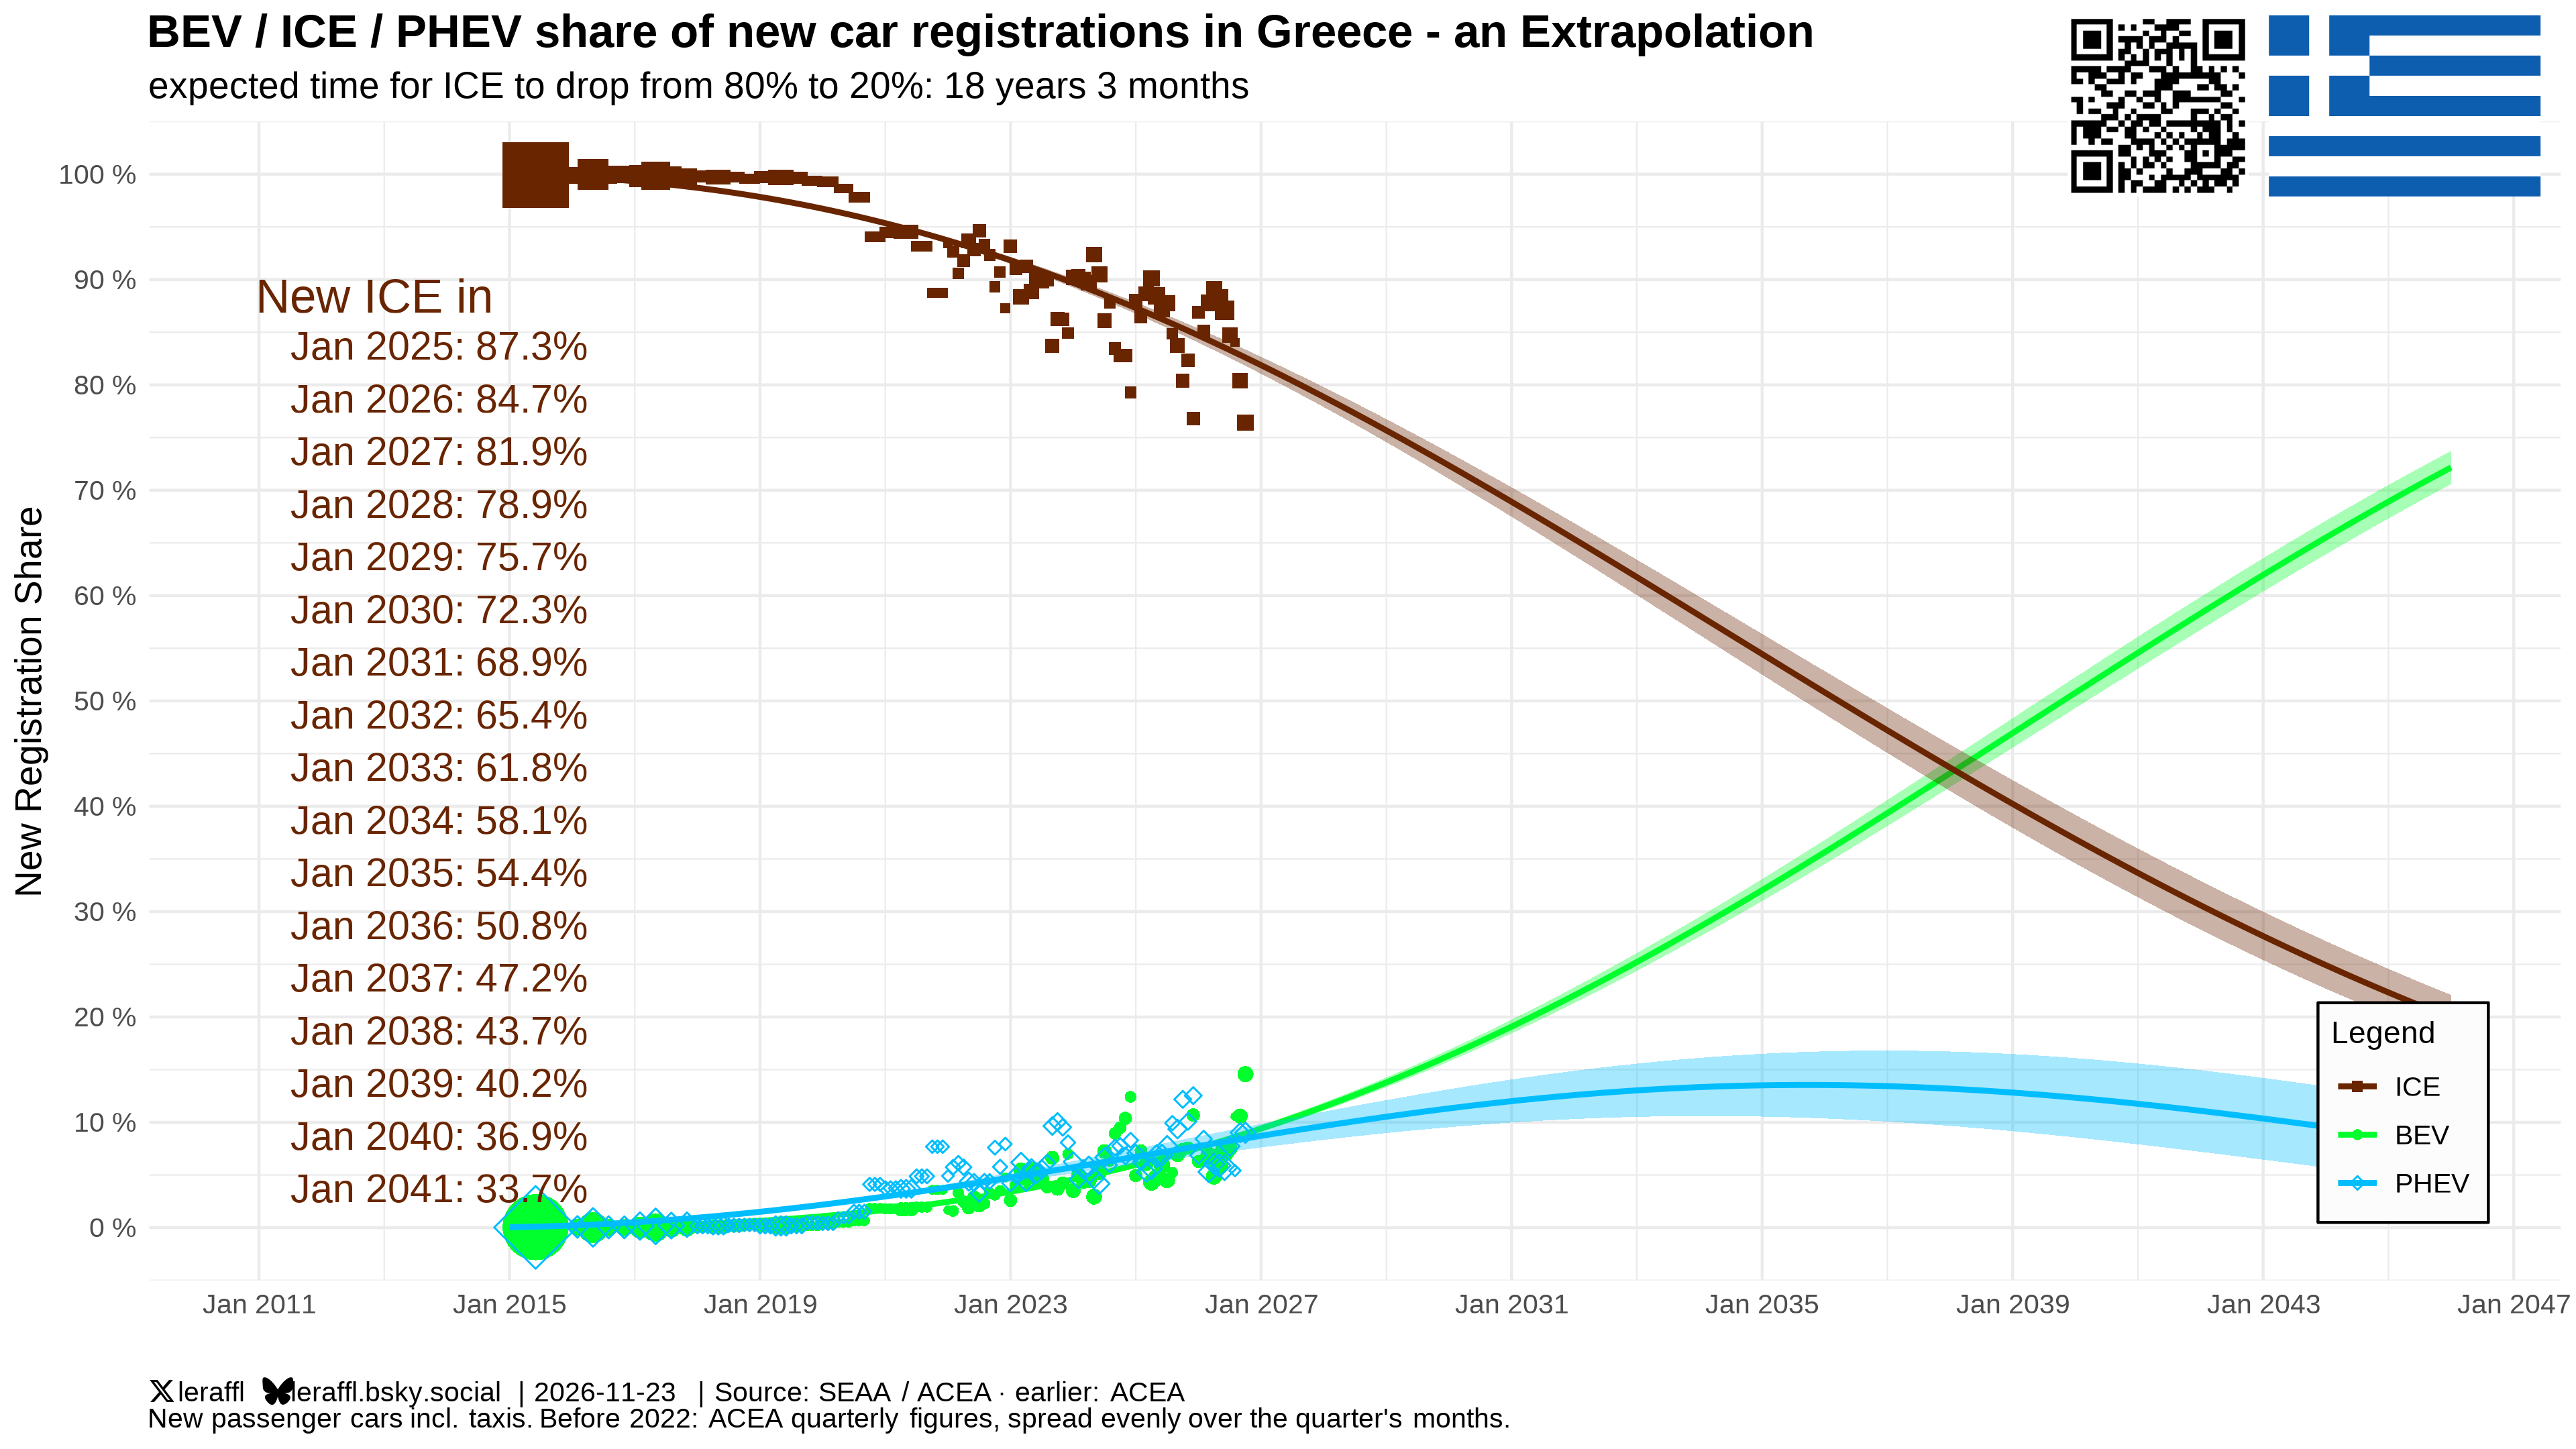 BEV / ICE / PHEV share of new car registrations in Greece - an Extrapolation
expected time for ICE to drop from 80% to 20%: 18 years 3 months
New Registration Share
100 %
90 %
80 %
70 %
60 %
50 %
40 %
30 %
20 %
10 %
0 %
New ICE in
Jan 2025: 87.3%
Jan 2026: 84.7%
Jan 2027: 81.9%
Jan 2028: 78.9%
Jan 2029: 75.7%
Jan 2030: 72.3%
Jan 2031: 68.9%
Jan 2032: 65.4%
Jan 2033: 61.8%
Jan 2034: 58.1%
Jan 2035: 54.4%
Jan 2036: 50.8%
Jan 2037: 47.2%
Jan 2038: 43.7%
Jan 2039: 40.2%
Jan 2040: 36.9%
Jan 2041: 33.7%
Legend
ICE
BEV
PHEV
Jan 2011
Jan 2015
Jan 2019
Jan 2023
Jan 2027
Jan 2031
Jan 2035
Jan 2039
Jan 2043
Jan 2047
leraffl leraffl.bsky.social | 2026-11-23 | Source: SEAA / ACEA · earlier: ACEA
New passenger cars incl. taxis. Before 2022: ACEA quarterly figures, spread evenly over the quarter's months.